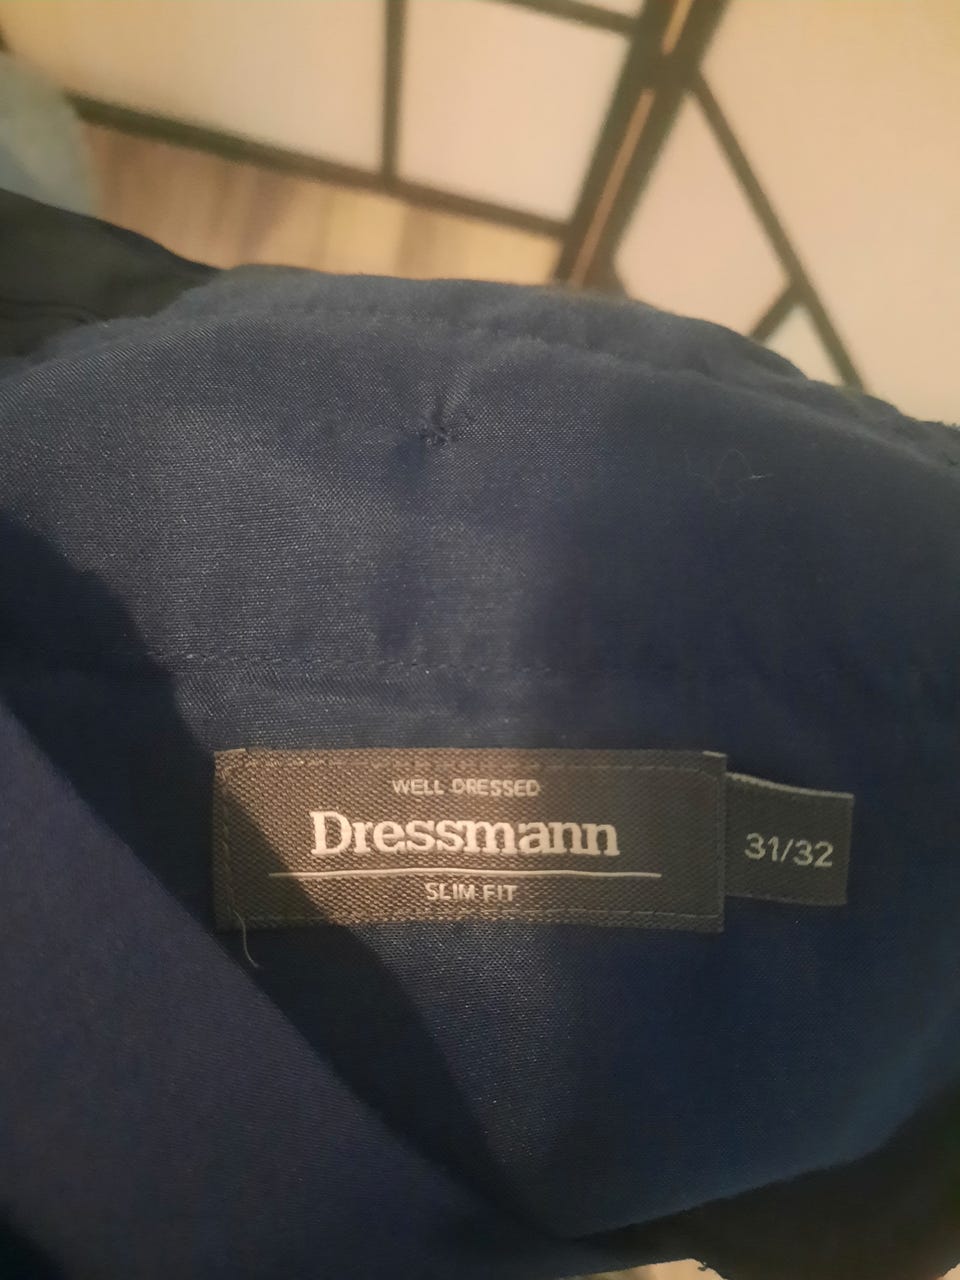 WELL DRESSED
Dressmann
SLIM FIT
31/32